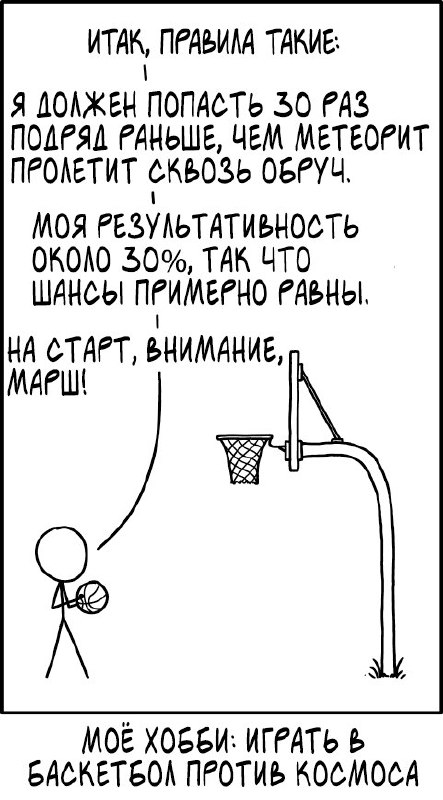 ИТАК, ПРАВИЛА ТАКИЕ:
Я ДОЛЖЕН ПОПАСТЬ 30 РАЗ
ПОДРЯД РАНЬШЕ, ЧЕМ МЕТЕОРИТ
ПРОЛЕТИТ СКВОЗЬ ОБРУЧ.
МОЯ РЕЗУЛЬТАТИВНОСТЬ
ОКОЛО 30%, ТАК ЧТО
ШАНСЫ ПРИМЕРНО РАВНЫ.
НА СТАРТ, ВНИМАНИЕ,
МАРШ!
МОЁ ХОББИ: ИГРАТЬ В
БАСКЕТБОЛ ПРОТИВ КОСМОСА